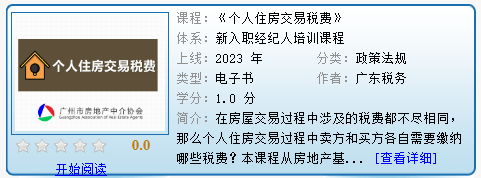 个人住房交易税费
广州市房地产中介协会
Guangzhou Association of Real Estate Agents
0.0
开始阅读
课程：《个人住房交易税费》
体系：新入职经纪人培训课程
上线：2023 年 分类：政策法规
类型：电子书 作者：广东税务
学分：1.0 分
简介：在房屋交易过程中涉及的税费都不尽相同，
那么个人住房交易过程中卖方和买方各自需要缴纳
哪些税费？本课程从房地产基... [查看详细]